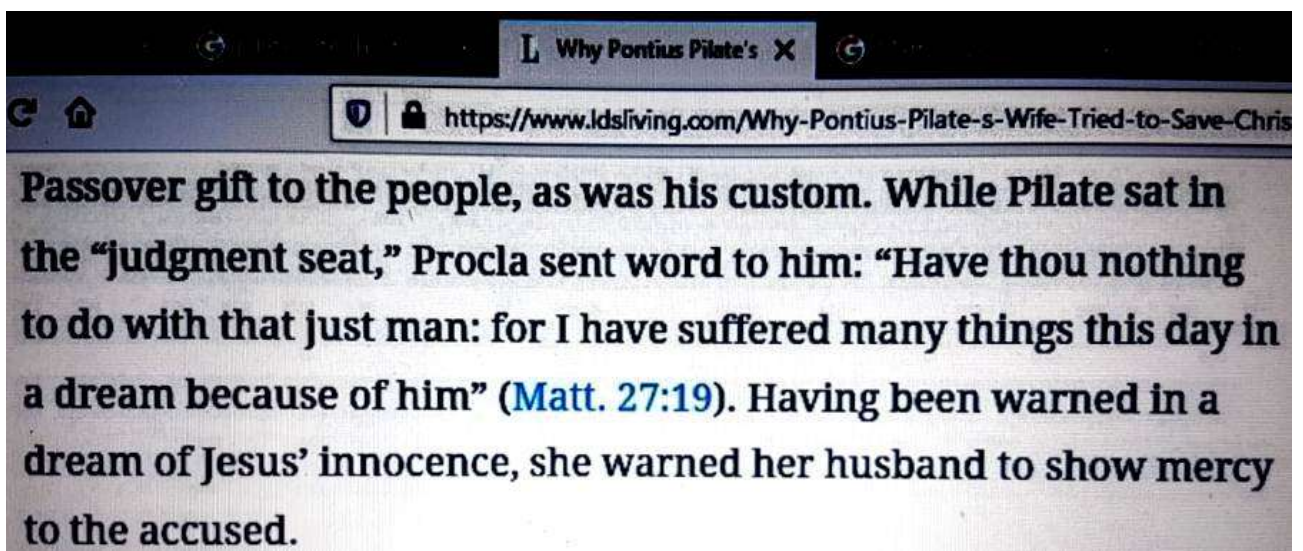 Why Pontius Pilate's
https://www.ldsliving.com/Why-Pontius-Pilate-s-Wife-Tried-to-Save-Chris
Passover gift to the people, as was his custom. While Pilate sat in
the “judgment seat,” Procla sent word to him: “Have thou nothing
to do with that just man: for I have suffered many things this day in
a dream because of him” (Matt. 27:19). Having been warned in a
dream of Jesus’ innocence, she warned her husband to show mercy
to the accused.